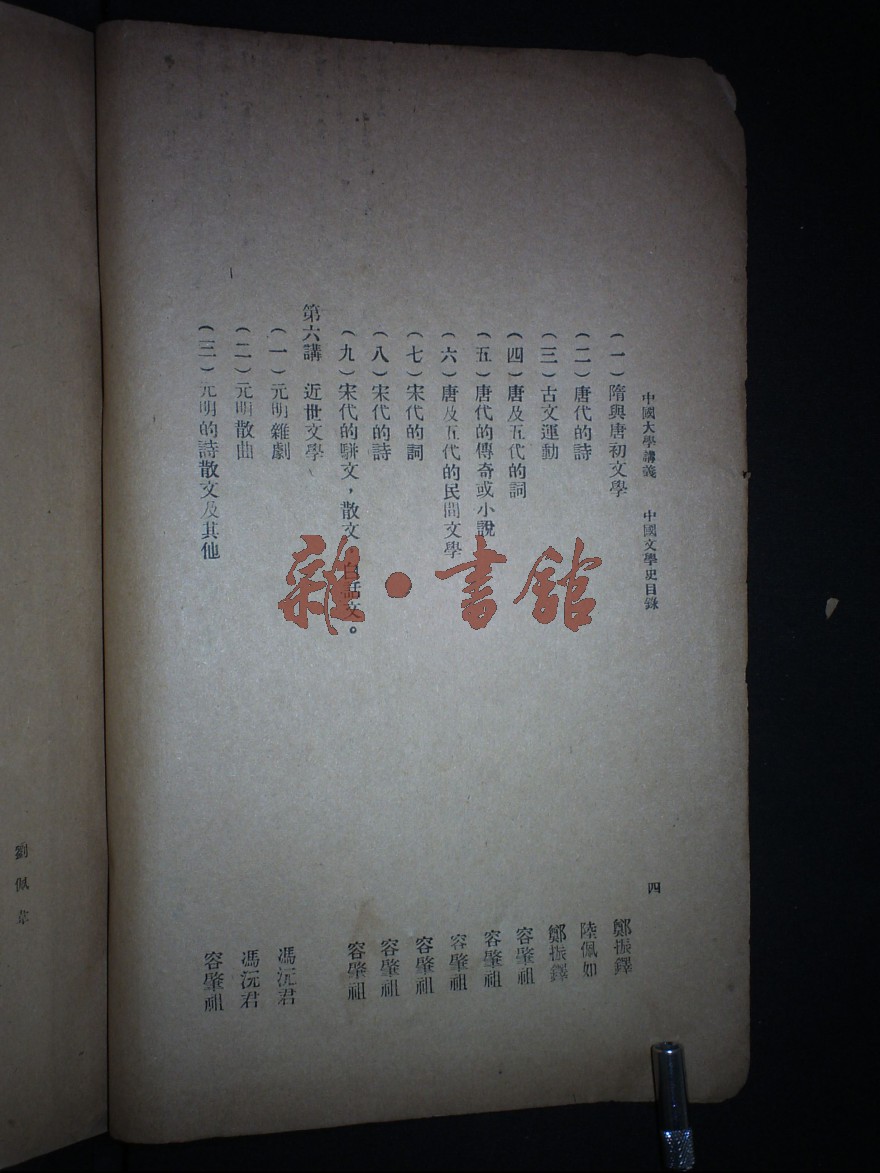 中國大學講義 中國文學史目錄 四
(一)隋與唐初文學 鄭振鐸
(二)唐代的詩 陸佩如
(三)古文運動 鄭振鐸
(四)唐及五代的詞 容肇祖
(五)唐代的傳奇或小說 容肇祖
(六)唐及五代的民間文學 容肇祖
(七)宋代的詞 容肇祖
(八)宋代的詩 容肇祖
(九)宋代的駢文,散文,白話文。 容肇祖
第六講 近世文學
(一)元明雜劇 馮沅君
(二)元明散曲 馮沅君
(三)元明的詩散文及其他 容肇祖
劉佩韋
雜·書館